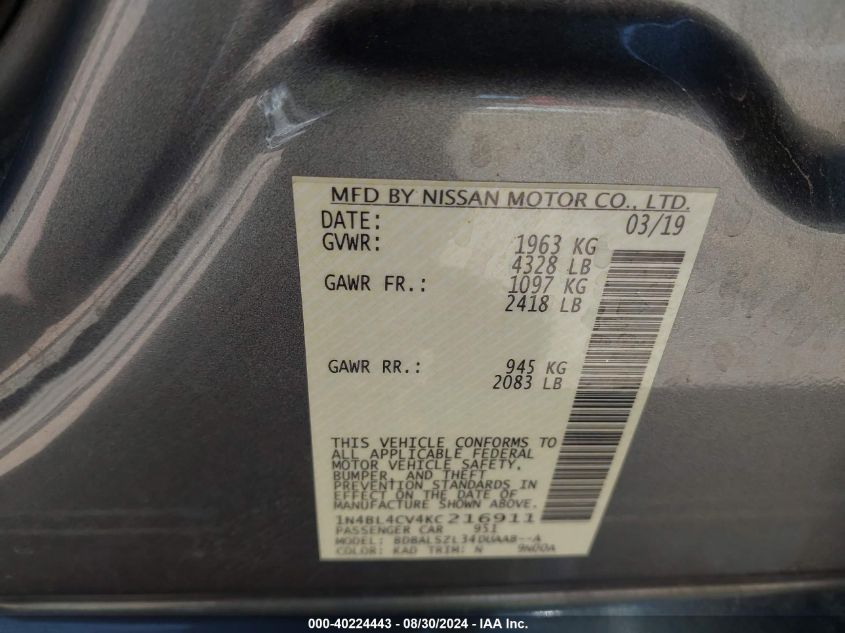 MFD BY NISSAN MOTOR CO., LTD.
DATE: 03/19
GVWR: 1963 KG
4328 LB
GAWR FR.: 1097 KG
2418 LB
GAWR RR.: 945 KG
2083 LB
THIS VEHICLE CONFORMS TO
ALL APPLICABLE FEDERAL
MOTOR VEHICLE SAFETY,
BUMPER, AND THEFT
PREVENTION STANDARDS
IN EFFECT ON THE DATE OF
MANUFACTURE SHOWN ABOVE.
1N4BL4CV4KC216911
PASSENGER CAR 951
MODEL: BDBALSZL34DUAAB--A
COLOR: KAD TRIM: N 9N00A
000-40224443 - 08/30/2024 - IAA Inc.